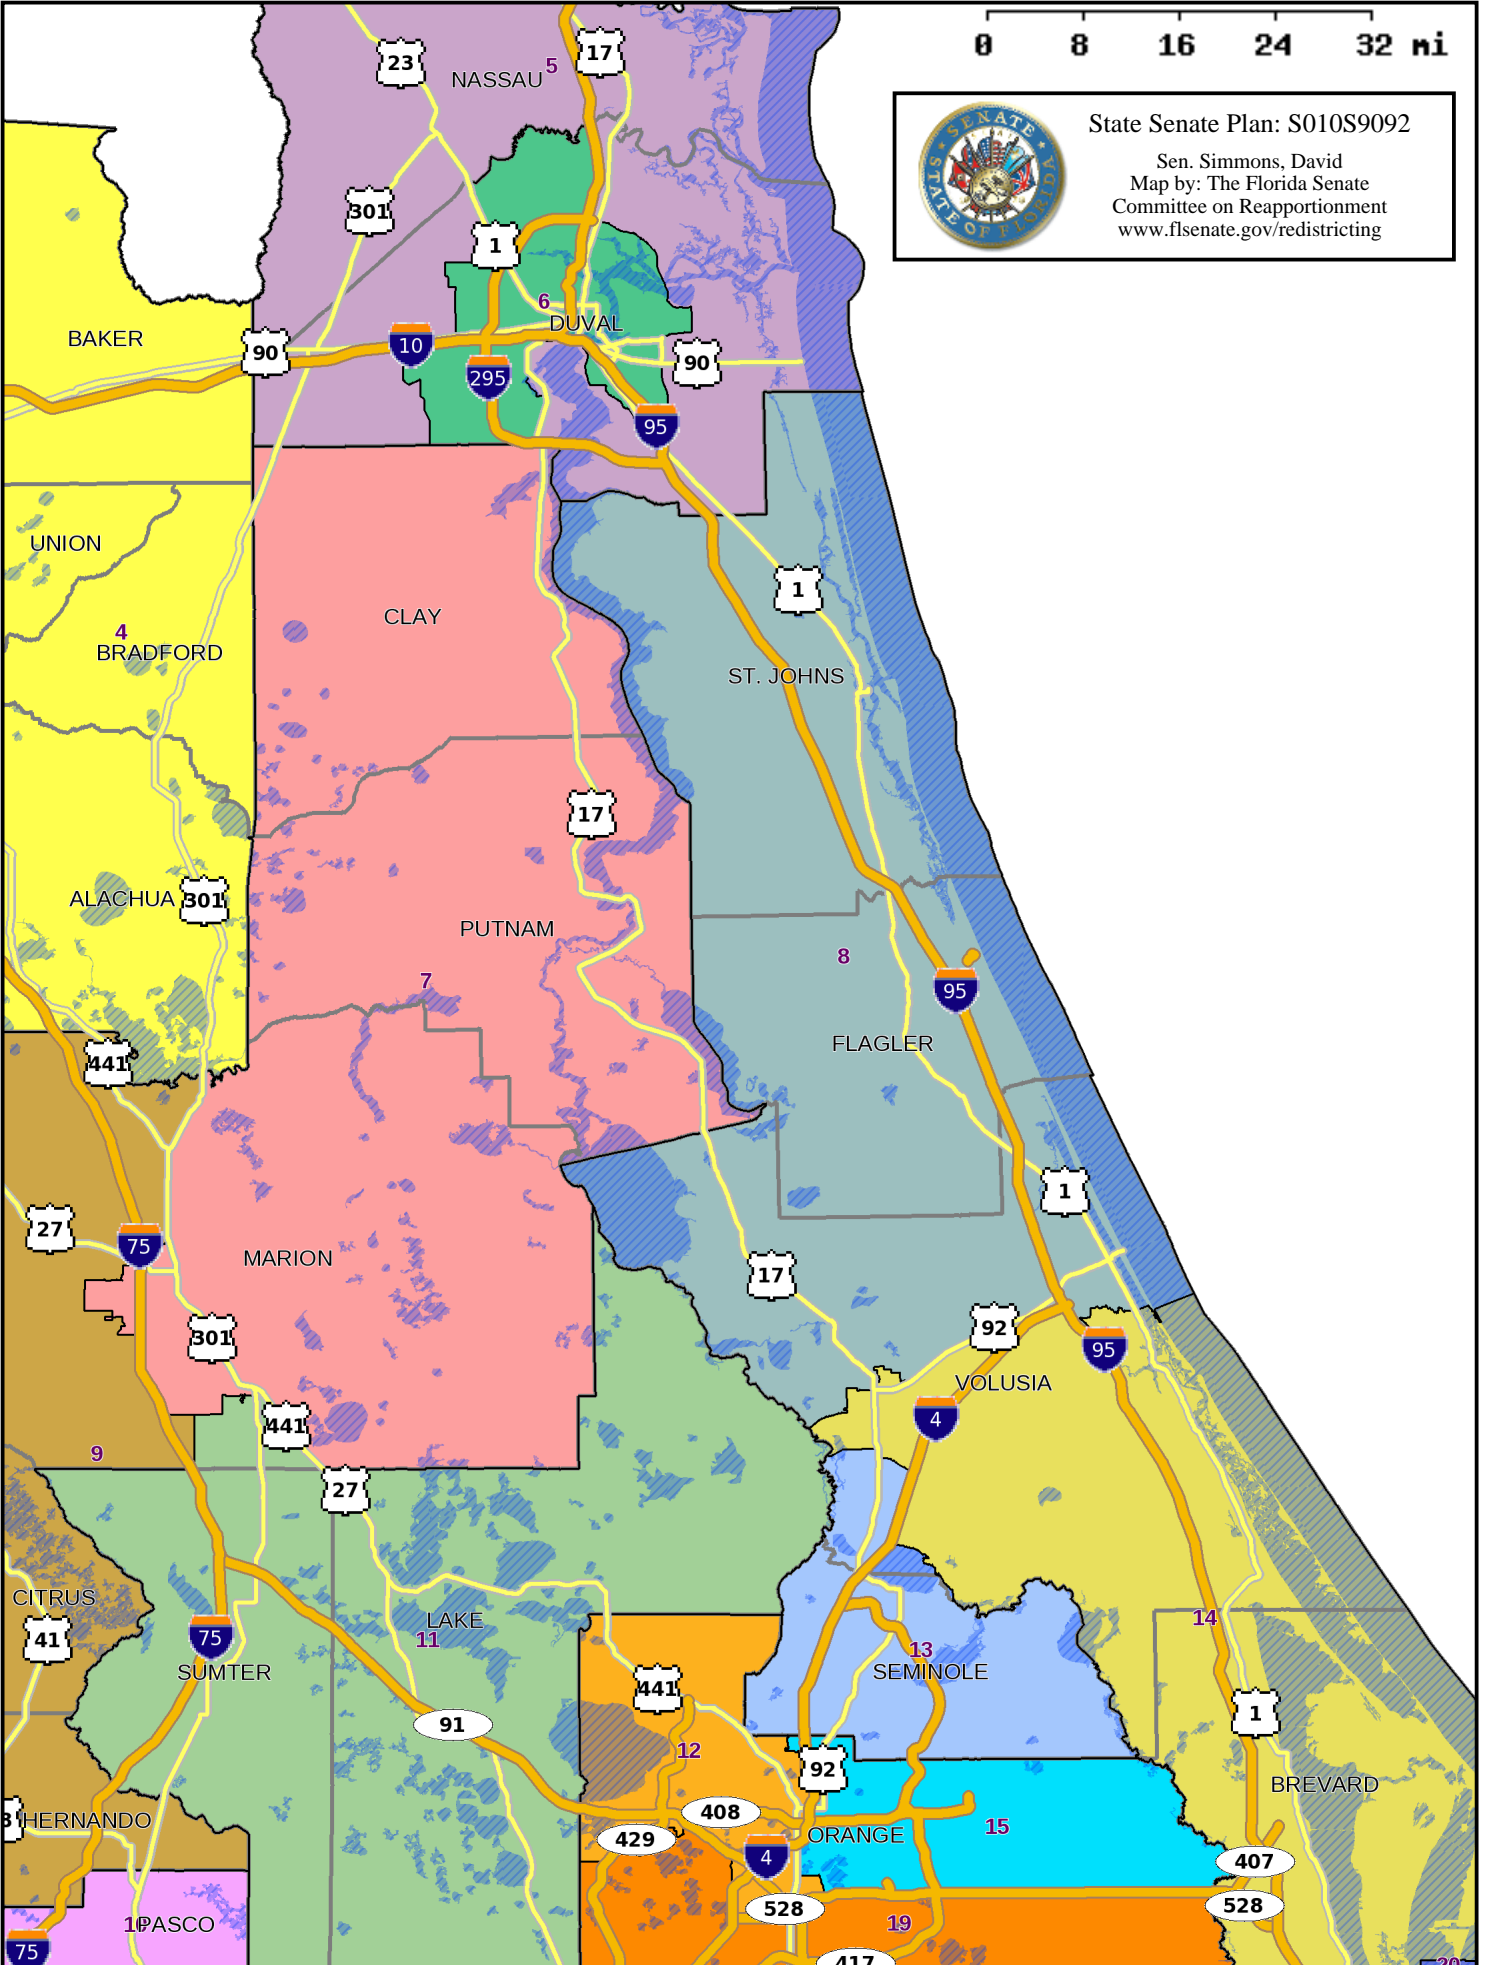 0 8 16 24 32 mi
State Senate Plan: S010S9092
Sen. Simmons, David
Map by: The Florida Senate
Committee on Reapportionment
www.flsenate.gov/redistricting
SENATE
STATE OF FLORIDA
17
23
5
NASSAU
301
1
6
DUVAL
BAKER
90
10
90
295
95
UNION
1
CLAY
4
BRADFORD
ST. JOHNS
17
ALACHUA
301
PUTNAM
8
7
95
FLAGLER
441
1
27
75
MARION
17
301
92
95
VOLUSIA
4
441
9
27
CITRUS
LAKE
14
41
75
11
13
SUMTER
SEMINOLE
441
1
91
12
92
BREVARD
408
HERNANDO
15
429
ORANGE
4
407
528
528
PASCO
19
75
417
20